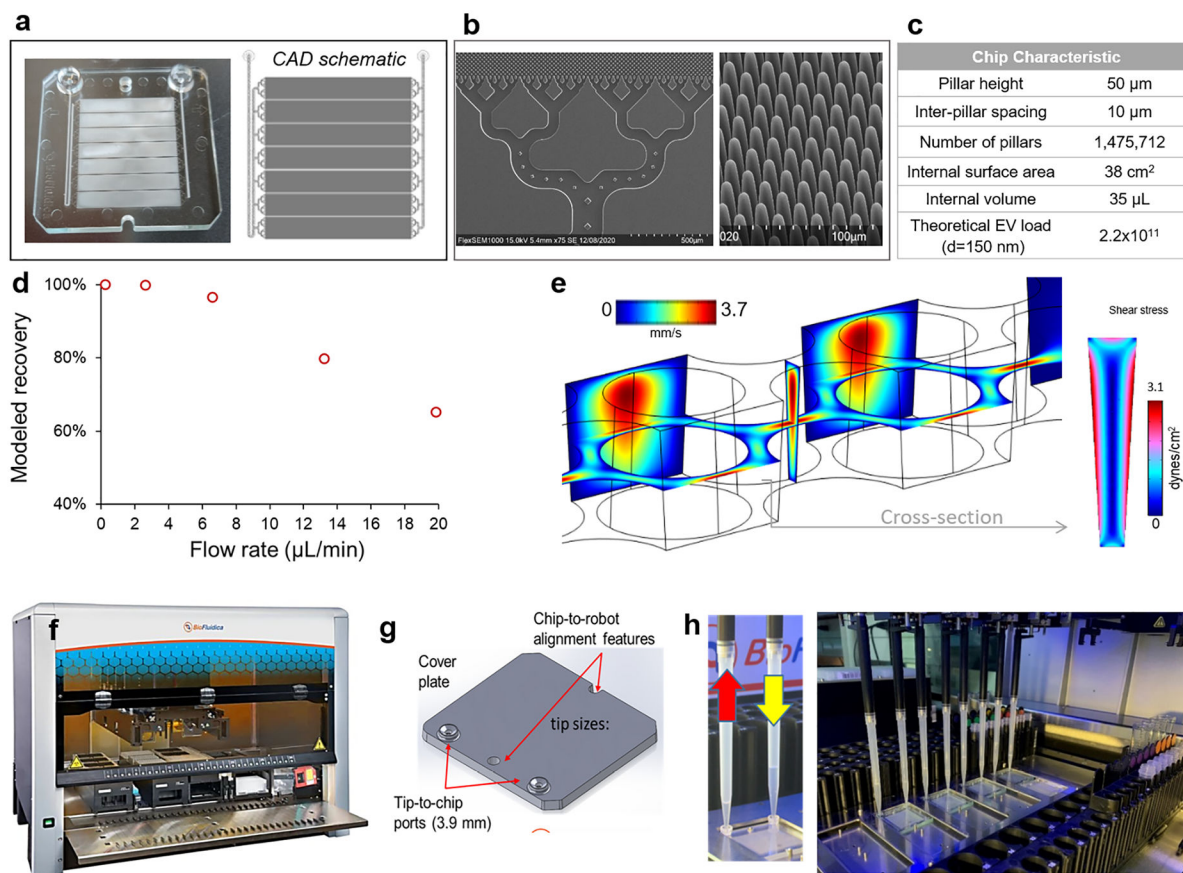 a
CAD schematic
b
FlexSEM1000 15.0kV 5.4mm x75 SE 12/08/2020
500µm
020
100µm
c
Chip Characteristic
Pillar height 50 µm
Inter-pillar spacing 10 µm
Number of pillars 1,475,712
Internal surface area 38 cm²
Internal volume 35 µL
Theoretical EV load
(d=150 nm) 2.2x10¹¹
d
100%
80%
60%
40%
Modeled recovery
0 2 4 6 8 10 12 14 16 18 20
Flow rate (µL/min)
e
0 3.7
mm/s
Cross-section
Shear stress
3.1
0
dynes/cm²
f
BioFluidica
g
Chip-to-robot
alignment features
Cover
plate
tip sizes:
Tip-to-chip
ports (3.9 mm)
h